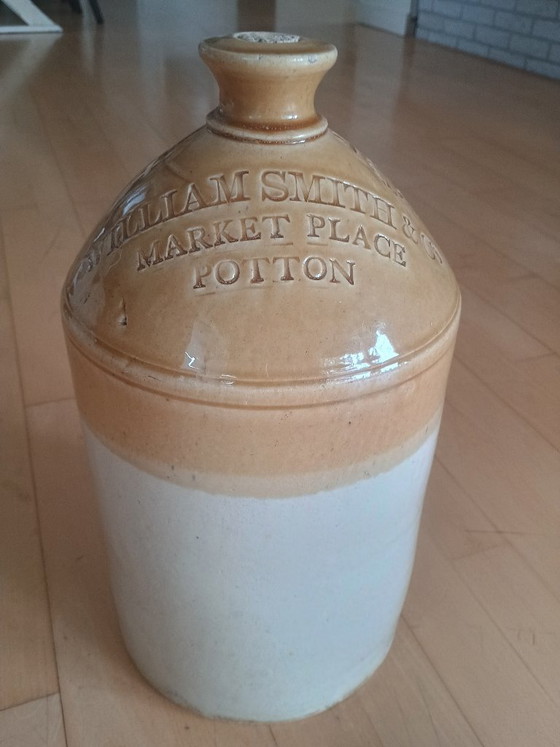 WILLIAM SMITH & Co
MARKET PLACE
POTTON